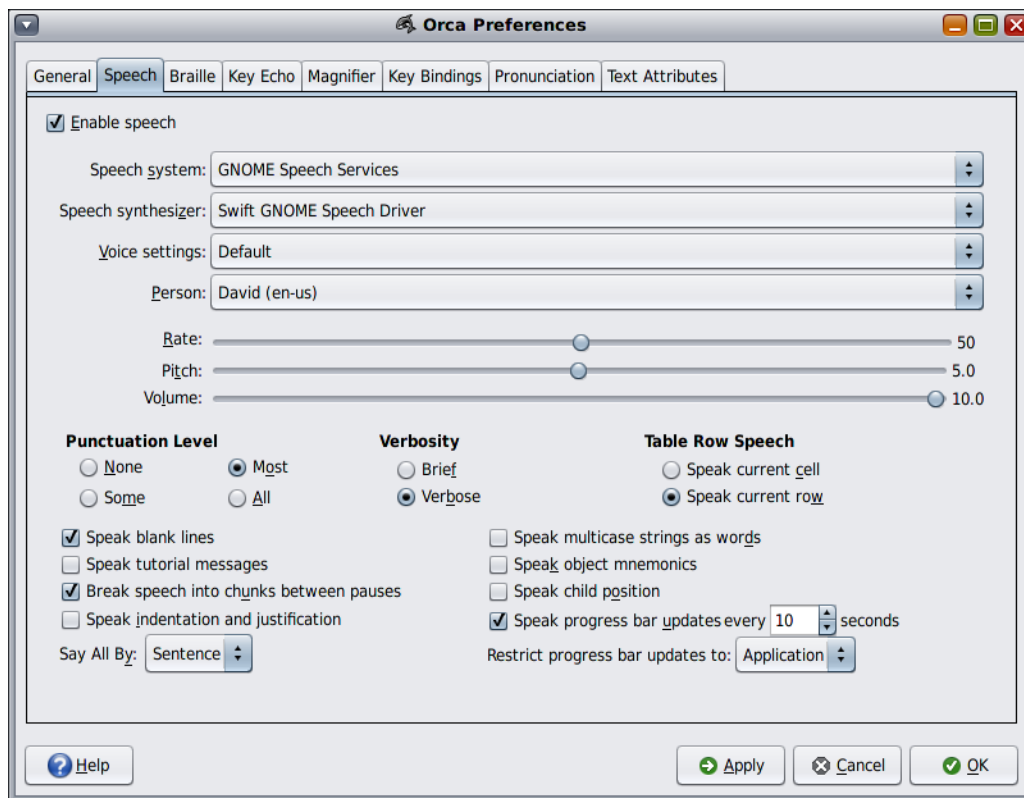 Orca Preferences
General Speech Braille Key Echo Magnifier Key Bindings Pronunciation Text Attributes
Enable speech
Speech system: GNOME Speech Services
Speech synthesizer: Swift GNOME Speech Driver
Voice settings: Default
Person: David (en-us)
Rate: 50
Pitch: 5.0
Volume: 10.0
Punctuation Level Verbosity Table Row Speech
None Most Brief Speak current cell
Some All Verbose Speak current row
Speak blank lines Speak multicase strings as words
Speak tutorial messages Speak object mnemonics
Break speech into chunks between pauses Speak child position
Speak indentation and justification Speak progress bar updates every 10 seconds
Say All By: Sentence Restrict progress bar updates to: Application
Help Apply Cancel OK